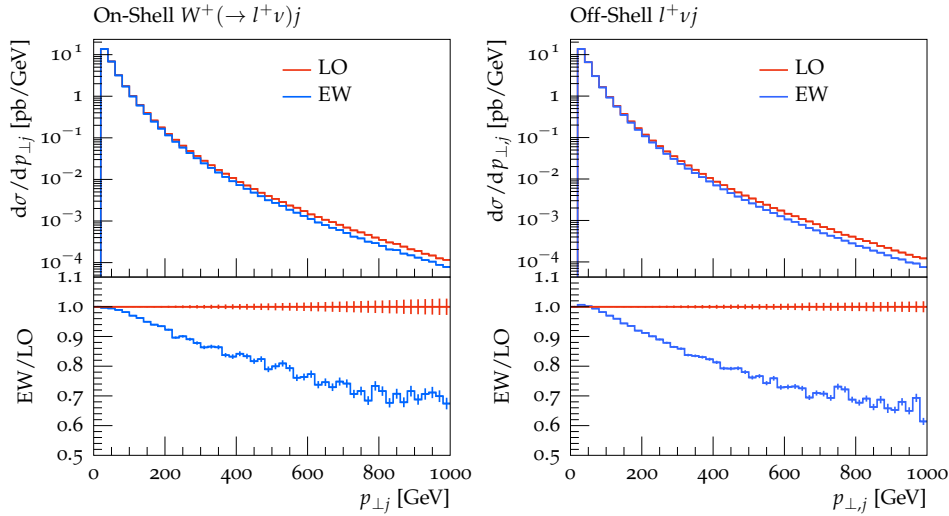 On-Shell W⁺(→ l⁺ν)j
dσ/dp⊥j [pb/GeV]
10¹
1
10⁻¹
10⁻²
10⁻³
10⁻⁴
LO
EW
EW/LO
1.1
1.0
0.9
0.8
0.7
0.6
0.5
0 200 400 600 800 1000
p⊥j [GeV]
Off-Shell l⁺νj
dσ/dp⊥,j [pb/GeV]
10¹
1
10⁻¹
10⁻²
10⁻³
10⁻⁴
LO
EW
EW/LO
1.1
1.0
0.9
0.8
0.7
0.6
0.5
0 200 400 600 800 1000
p⊥,j [GeV]